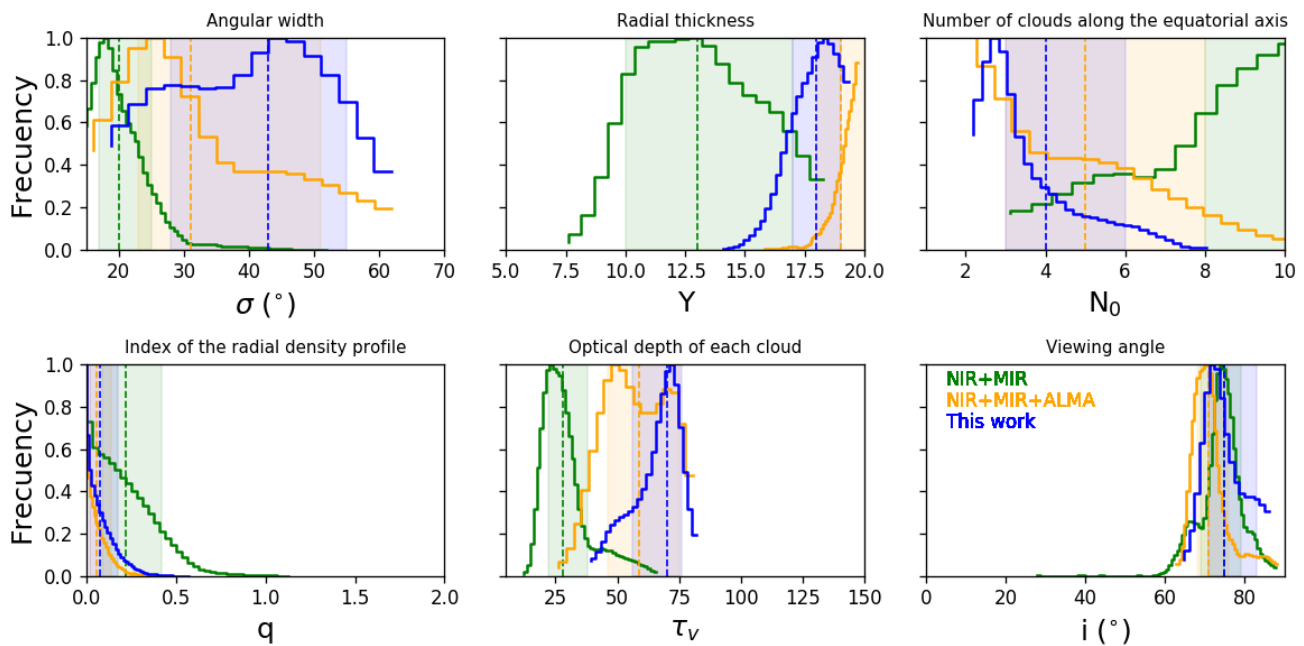 Angular width
Radial thickness
Number of clouds along the equatorial axis
Frecuency
1.0
0.8
0.6
0.4
0.2
0.0
20 30 40 50 60 70
5.0 7.5 10.0 12.5 15.0 17.5 20.0
2 4 6 8 10
σ (°)
Y
N₀
Index of the radial density profile
Optical depth of each cloud
Viewing angle
Frecuency
1.0
0.8
0.6
0.4
0.2
0.0
NIR+MIR
NIR+MIR+ALMA
This work
0.0 0.5 1.0 1.5 2.0
25 50 75 100 125 150
0 20 40 60 80
q
τᵥ
i (°)